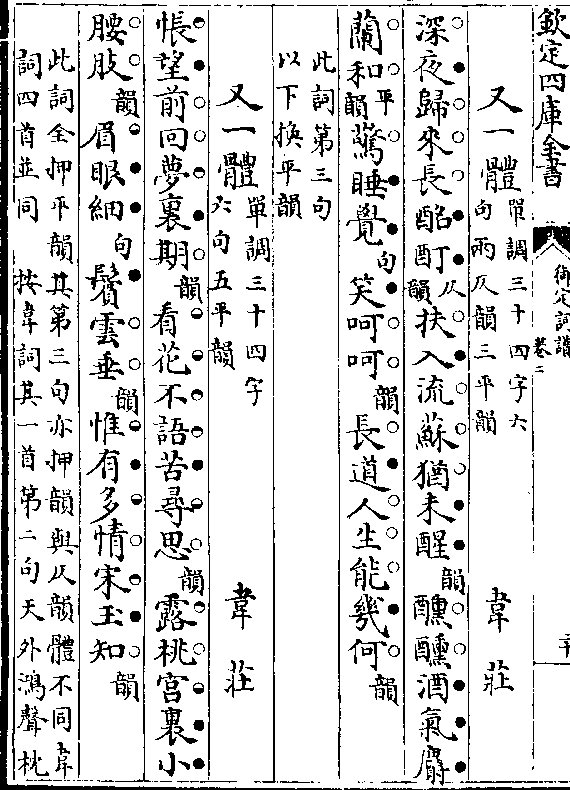 欽定四庫全書
御定詞譜
卷二
又一體 單調三十四字六句兩仄韻三平韻 韋莊
深夜歸來長酩酊仄韻扶入流蘇猶未醒韻醺醺酒氣麝
蘭和平韻驚睡覺句笑呵呵韻長道人生能幾何韻
此詞第三句
以下換平韻
又一體 單調三十四字六句五平韻 韋莊
悵望前回夢裏期韻看花不語苦尋思韻露桃宮裏小
腰肢韻眉眼細句鬢雲垂韻惟有多情宋玉知韻
此詞全押平韻其第三句亦押韻與仄韻體不同韋
詞四首並同 按韋詞其一首第二句天外鴻聲枕